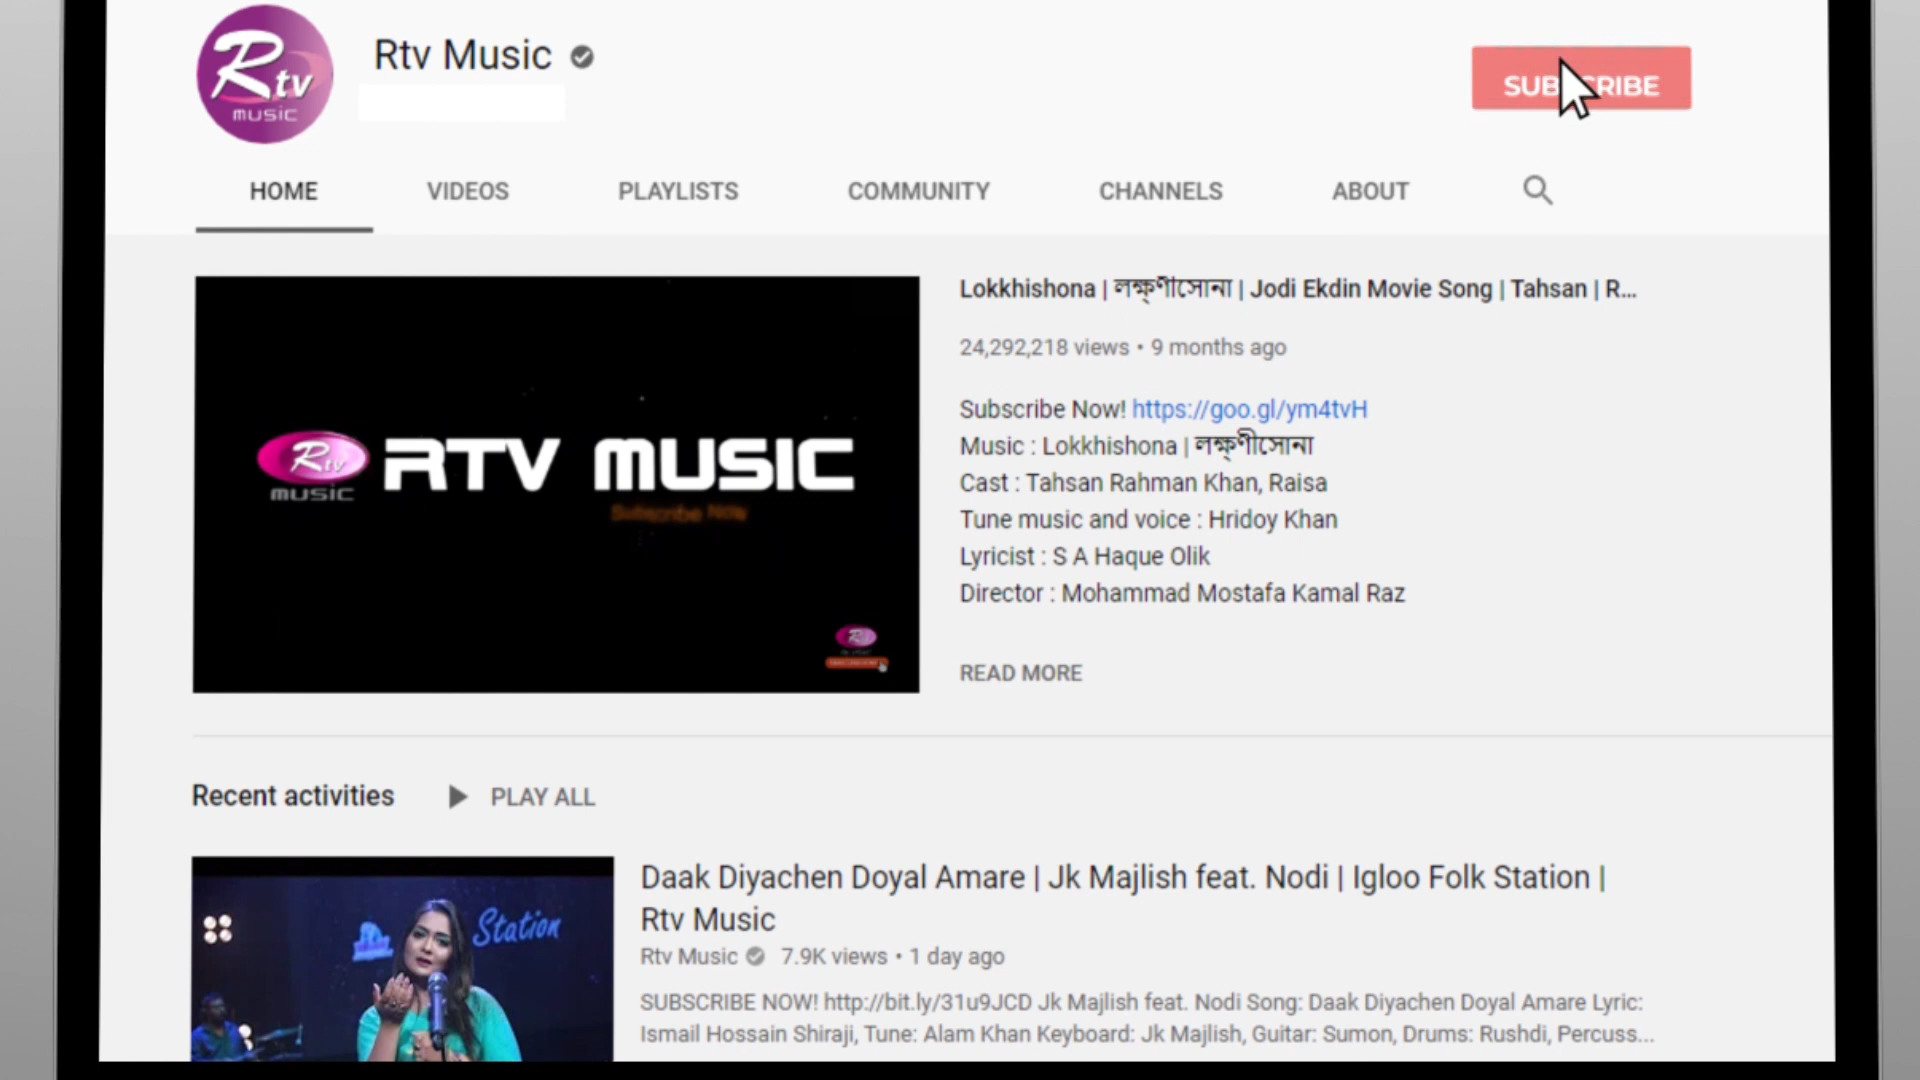 Rtv
MUSIC
Rtv Music
SUBSCRIBE
HOME
VIDEOS
PLAYLISTS
COMMUNITY
CHANNELS
ABOUT
Rtv
MUSIC
RTV MUSIC
Subscribe Now
Lokkhishona | লক্ষ্ণীসোনা | Jodi Ekdin Movie Song | Tahsan | R...
24,292,218 views • 9 months ago
Subscribe Now! https://goo.gl/ym4tvH
Music : Lokkhishona | লক্ষ্ণীসোনা
Cast : Tahsan Rahman Khan, Raisa
Tune music and voice : Hridoy Khan
Lyricist : S A Haque Olik
Director : Mohammad Mostafa Kamal Raz
READ MORE
Recent activities
PLAY ALL
Station
Daak Diyachen Doyal Amare | Jk Majlish feat. Nodi | Igloo Folk Station |
Rtv Music
Rtv Music 7.9K views • 1 day ago
SUBSCRIBE NOW! http://bit.ly/31u9JCD Jk Majlish feat. Nodi Song: Daak Diyachen Doyal Amare Lyric:
Ismail Hossain Shiraji, Tune: Alam Khan Keyboard: Jk Majlish, Guitar: Sumon, Drums: Rushdi, Percuss...